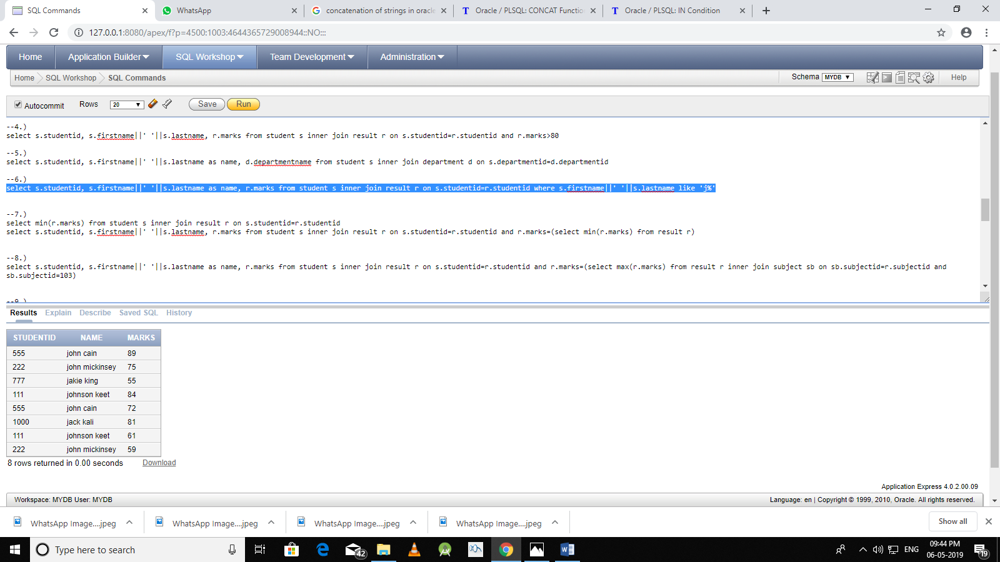 SQL Commands
WhatsApp
concatenation of strings in oracle
Oracle / PLSQL: CONCAT Functio
Oracle / PLSQL: IN Condition
127.0.0.1:8080/apex/f?p=4500:1003:4644365729008944::NO:::
Home Application Builder SQL Workshop Team Development Administration
Home SQL Workshop SQL Commands Schema MYDB Help
Autocommit Rows 20 Save Run
--4.)
select s.studentid, s.firstname||' '||s.lastname, r.marks from student s inner join result r on s.studentid=r.studentid and r.marks>80
--5.)
select s.studentid, s.firstname||' '||s.lastname as name, d.departmentname from student s inner join department d on s.departmentid=d.departmentid
--6.)
select s.studentid, s.firstname||' '||s.lastname as name, r.marks from student s inner join result r on s.studentid=r.studentid where s.firstname||' '||s.lastname like 'j%'
--7.)
select min(r.marks) from student s inner join result r on s.studentid=r.studentid
select s.studentid, s.firstname||' '||s.lastname, r.marks from student s inner join result r on s.studentid=r.studentid and r.marks=(select min(r.marks) from result r)
--8.)
select s.studentid, s.firstname||' '||s.lastname as name, r.marks from student s inner join result r on s.studentid=r.studentid and r.marks=(select max(r.marks) from result r inner join subject sb on sb.subjectid=r.subjectid and
sb.subjectid=103)
--9.)
Results Explain Describe Saved SQL History
STUDENTID NAME MARKS
555 john cain 89
222 john mickinsey 75
777 jakie king 55
111 johnson keet 84
555 john cain 72
1000 jack kali 81
111 johnson keet 61
222 john mickinsey 59
8 rows returned in 0.00 seconds Download
Application Express 4.0.2.00.09
Workspace: MYDB User: MYDB Language: en | Copyright © 1999, 2010, Oracle. All rights reserved.
WhatsApp Image....jpeg WhatsApp Image....jpeg WhatsApp Image....jpeg WhatsApp Image....jpeg Show all
Type here to search 42 ENG 09:44 PM
06-05-2019 19